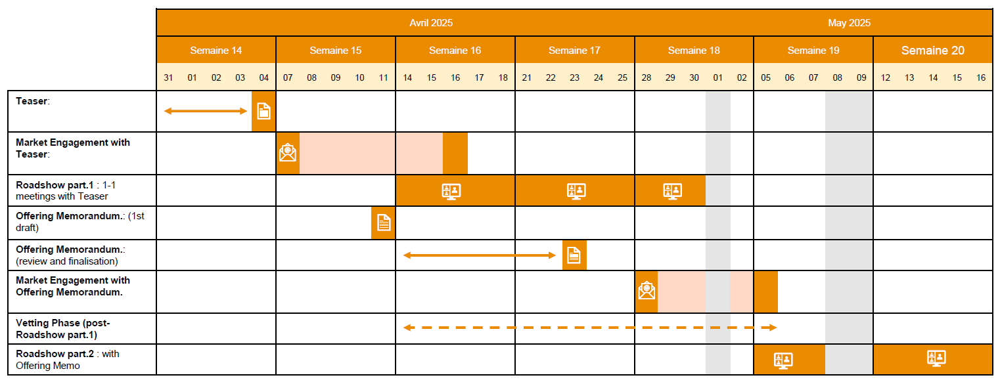 Avril 2025 May 2025
Semaine 14 Semaine 15 Semaine 16 Semaine 17 Semaine 18 Semaine 19 Semaine 20
31 01 02 03 04 07 08 09 10 11 14 15 16 17 18 21 22 23 24 25 28 29 30 01 02 05 06 07 08 09 12 13 14 15 16
Teaser:
Market Engagement with
Teaser:
Roadshow part.1 : 1-1
meetings with Teaser
Offering Memorandum.: (1st
draft)
Offering Memorandum.:
(review and finalisation)
Market Engagement with
Offering Memorandum.
Vetting Phase (post-
Roadshow part.1)
Roadshow part.2 : with
Offering Memo